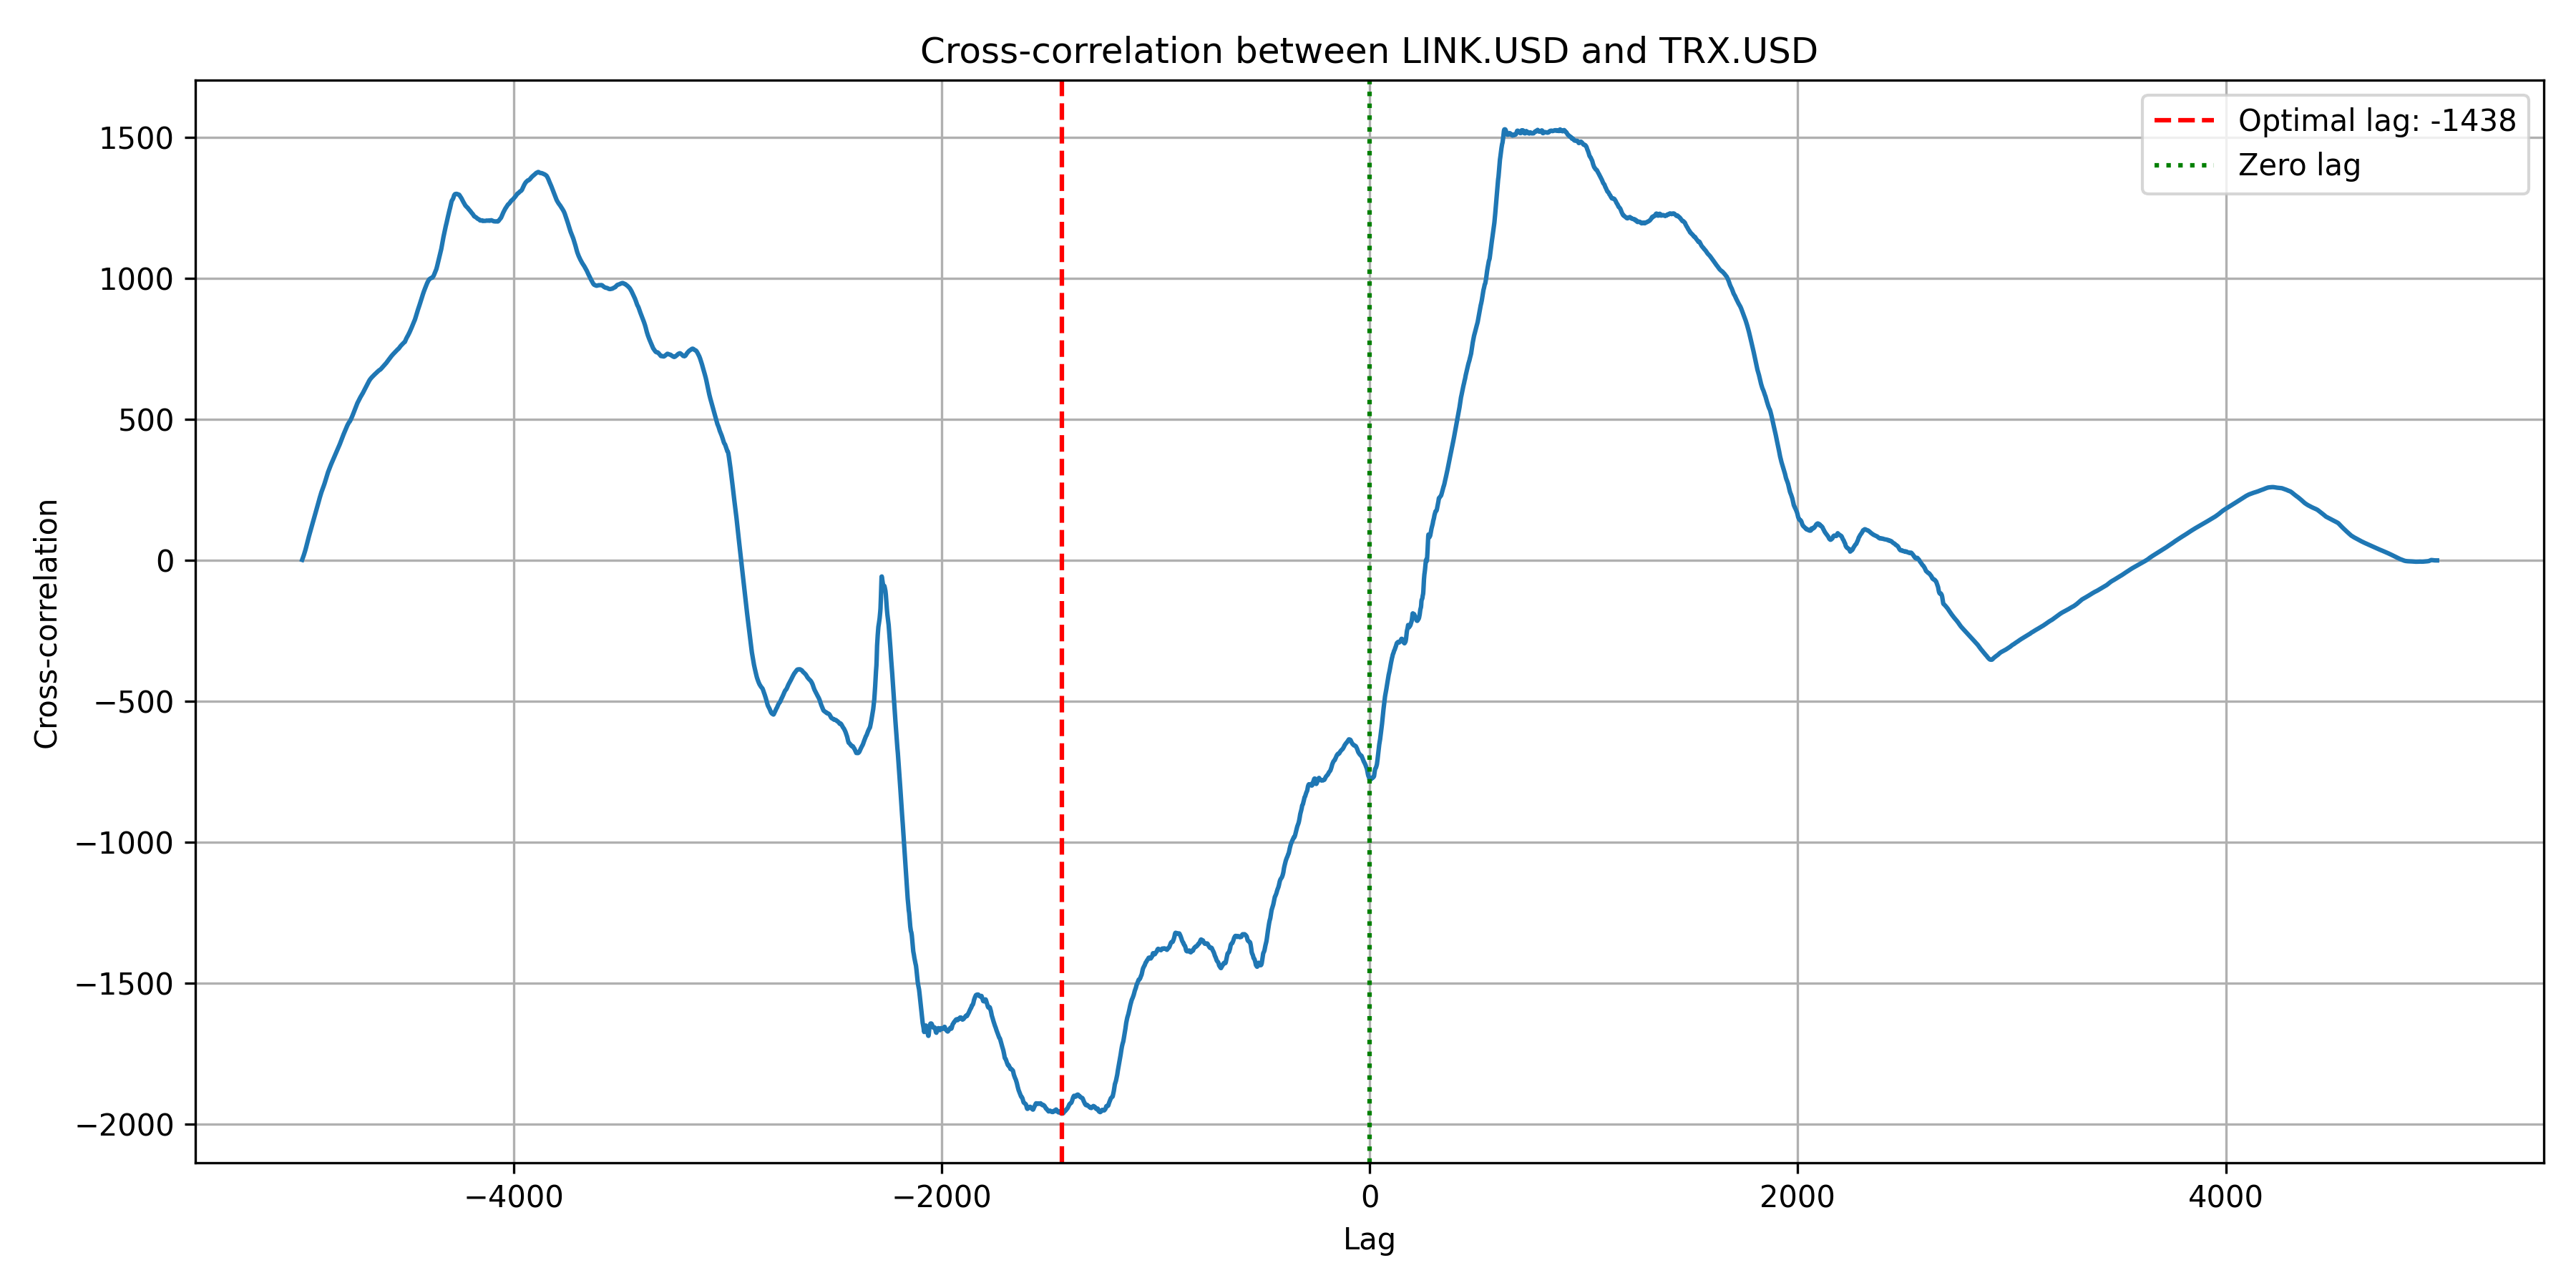 Cross-correlation between LINK.USD and TRX.USD
Optimal lag: -1438
Zero lag
1500
1000
500
0
−500
−1000
−1500
−2000
Cross-correlation
−4000
−2000
0
2000
4000
Lag